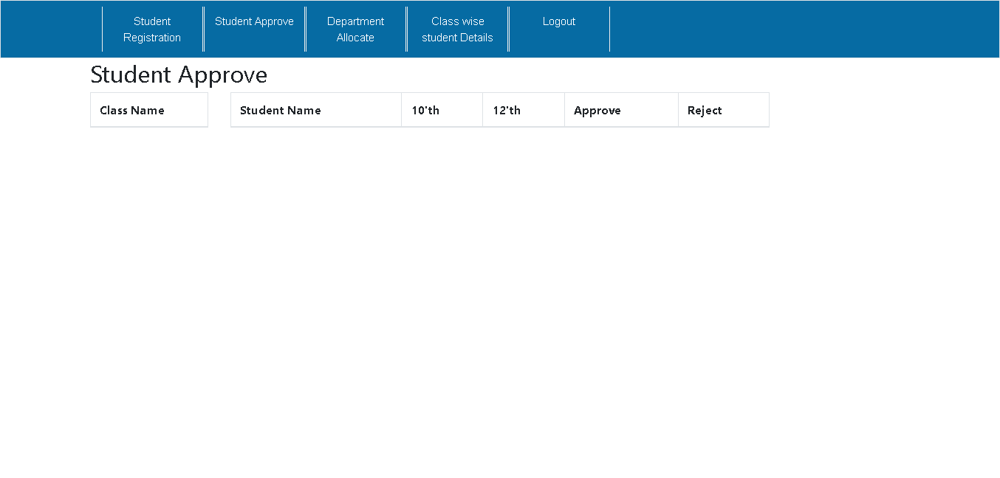 Student
Registration
Student Approve
Department
Allocate
Class wise
student Details
Logout
Student Approve
Class Name
Student Name
10'th
12'th
Approve
Reject